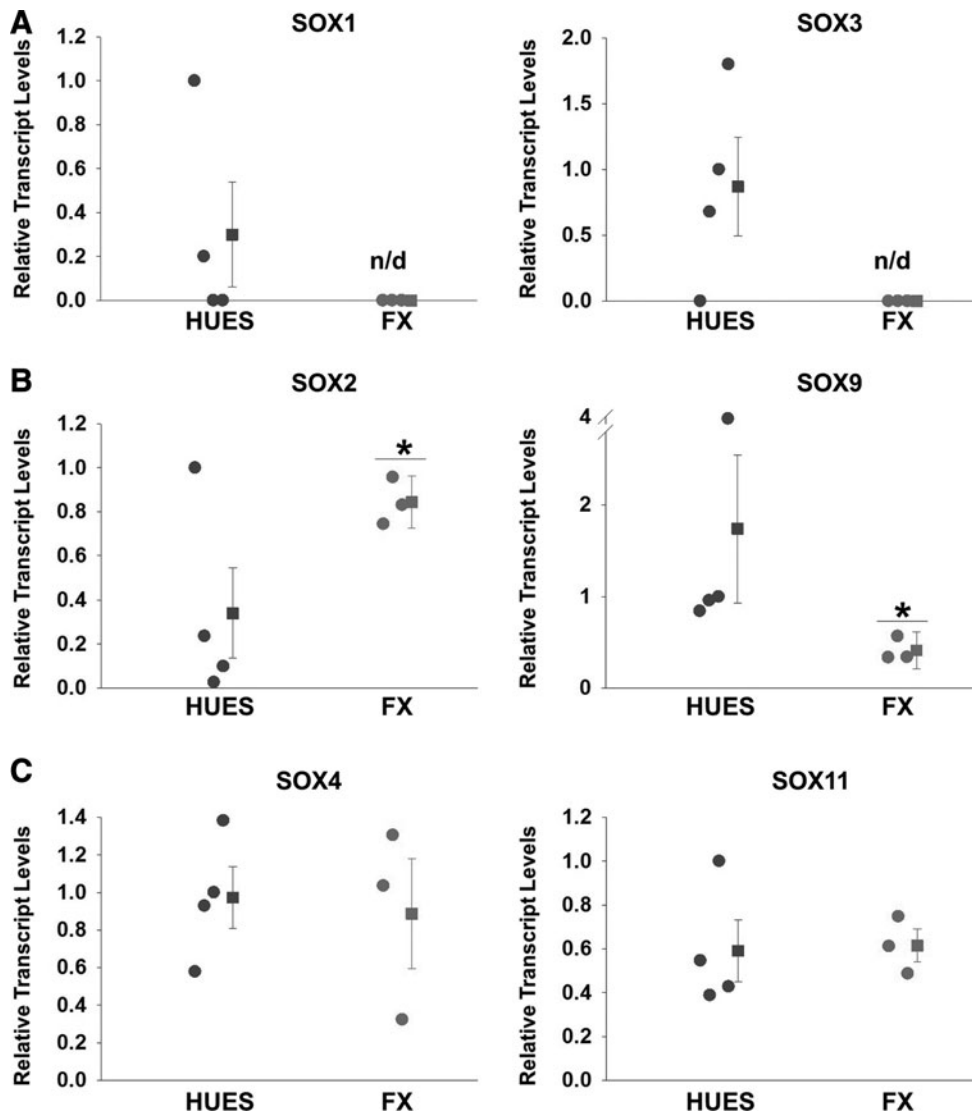 A
SOX1
Relative Transcript Levels
1.2
1.0
0.8
0.6
0.4
0.2
0.0
n/d
HUES
FX
SOX3
Relative Transcript Levels
2.0
1.5
1.0
0.5
0.0
n/d
HUES
FX
B
SOX2
Relative Transcript Levels
1.2
1.0
0.8
0.6
0.4
0.2
0.0
*
HUES
FX
SOX9
Relative Transcript Levels
4
2
1
0
*
HUES
FX
C
SOX4
Relative Transcript Levels
1.4
1.2
1.0
0.8
0.6
0.4
0.2
0.0
HUES
FX
SOX11
Relative Transcript Levels
1.2
1.0
0.8
0.6
0.4
0.2
0.0
HUES
FX